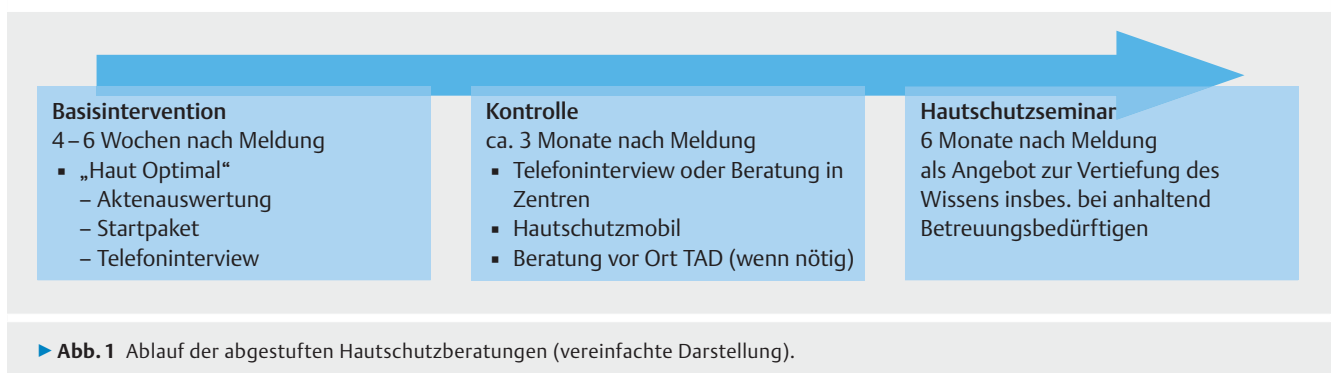 Basisintervention
4–6 Wochen nach Meldung
▪ „Haut Optimal“
– Aktenauswertung
– Startpaket
– Telefoninterview
Kontrolle
ca. 3 Monate nach Meldung
▪ Telefoninterview oder Beratung in
Zentren
▪ Hautschutzmobil
▪ Beratung vor Ort TAD (wenn nötig)
Hautschutzseminar
6 Monate nach Meldung
als Angebot zur Vertiefung des
Wissens insbes. bei anhaltend
Betreuungsbedürftigen
▶ Abb. 1 Ablauf der abgestuften Hautschutzberatungen (vereinfachte Darstellung).